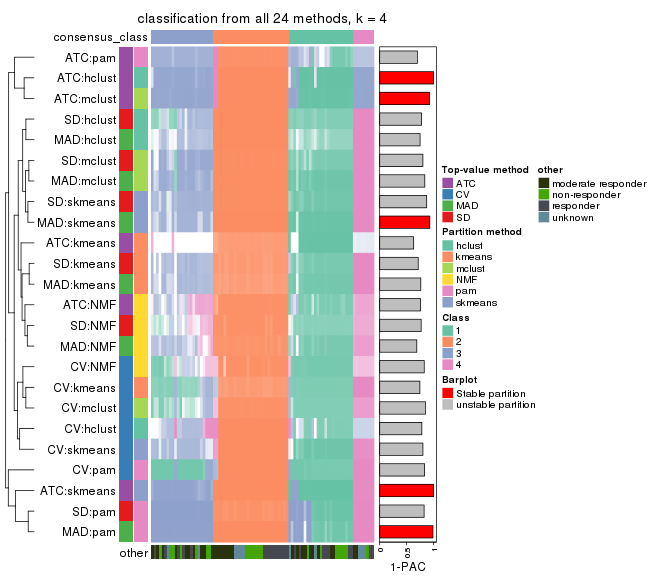 classification from all 24 methods, k = 4
consensus_class
ATC:pam
ATC:hclust
ATC:mclust
SD:hclust
MAD:hclust
SD:mclust
MAD:mclust
SD:skmeans
MAD:skmeans
ATC:kmeans
SD:kmeans
MAD:kmeans
ATC:NMF
SD:NMF
MAD:NMF
CV:NMF
CV:kmeans
CV:mclust
CV:hclust
CV:skmeans
CV:pam
ATC:skmeans
SD:pam
MAD:pam
other
0 0.5 1
1-PAC
Top-value method
ATC
CV
MAD
SD
Partition method
hclust
kmeans
mclust
NMF
pam
skmeans
Class
1
2
3
4
Barplot
Stable partition
unstable partition
other
moderate responder
non-responder
responder
unknown